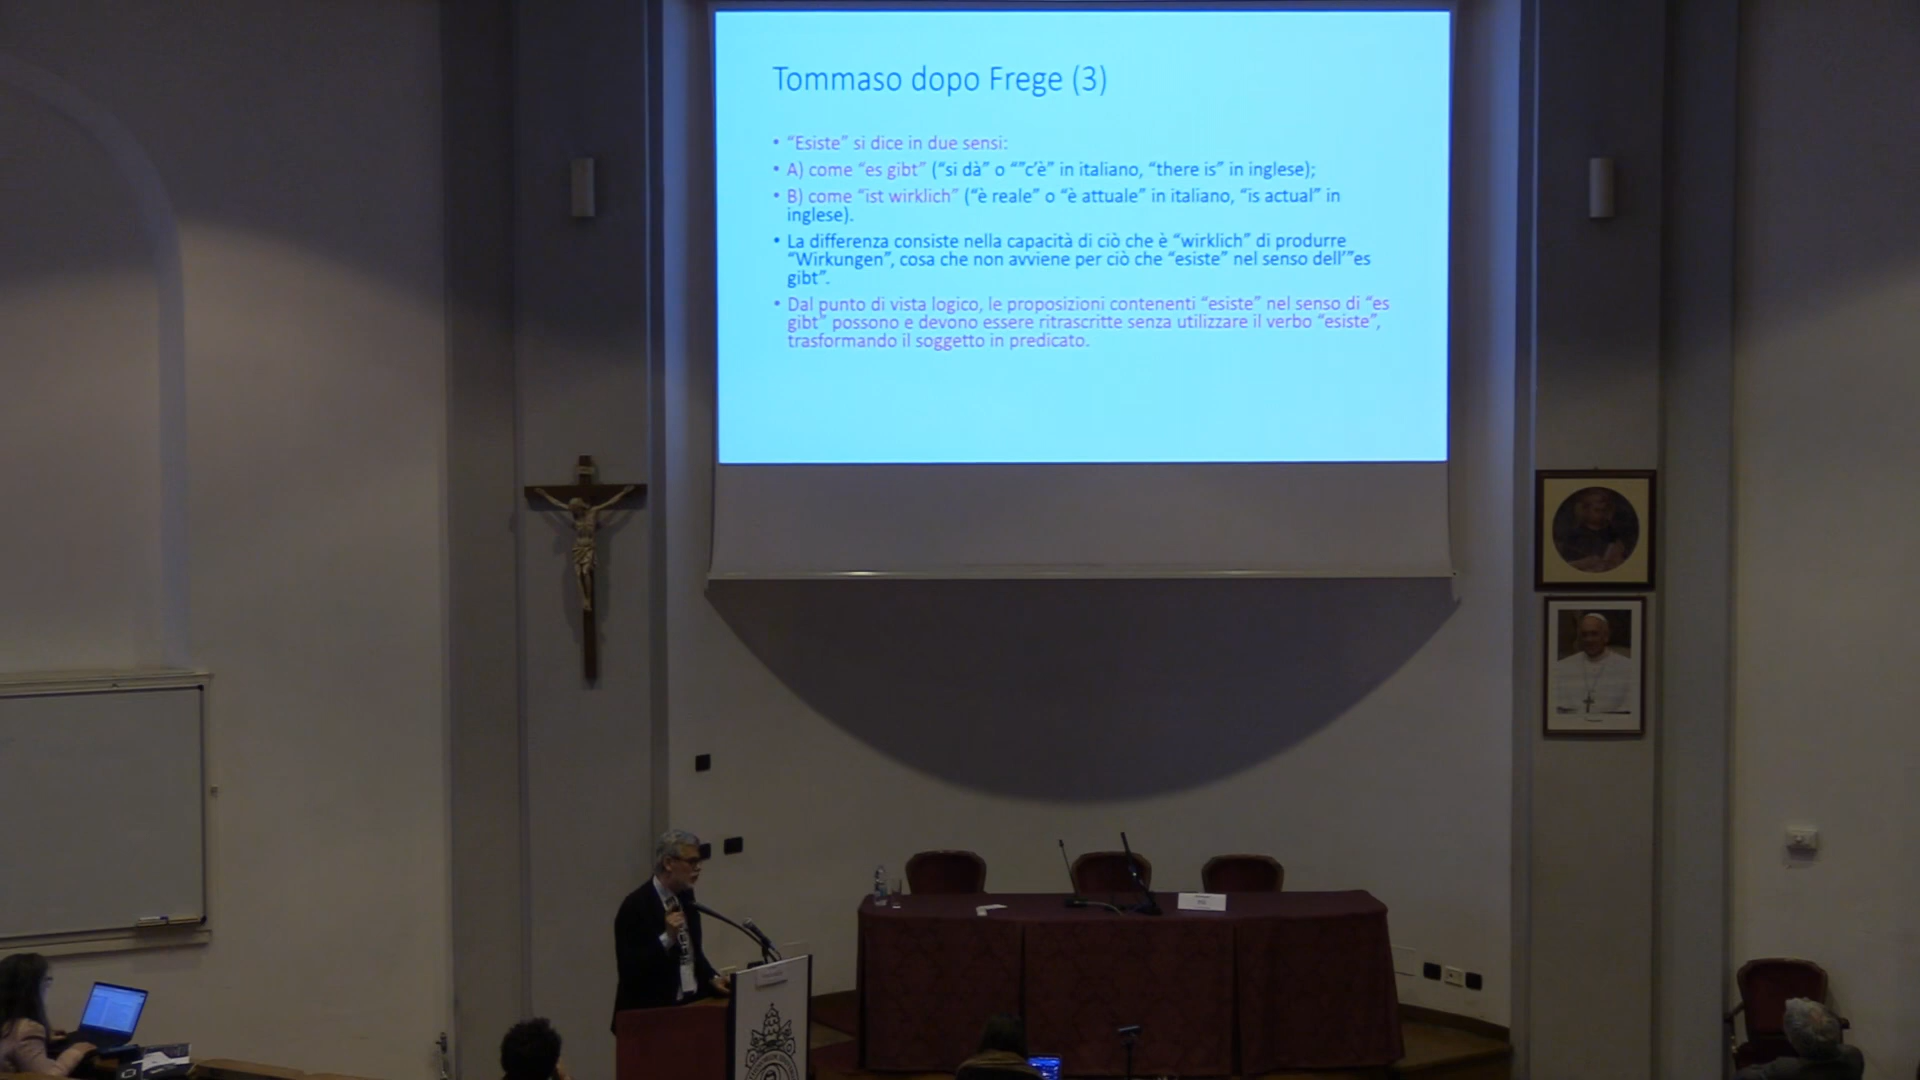 Tommaso dopo Frege (3)
• “Esiste” si dice in due sensi:
• A) come “es gibt” (“si dà” o “”c’è” in italiano, “there is” in inglese);
• B) come “ist wirklich” (“è reale” o “è attuale” in italiano, “is actual” in
inglese).
• La differenza consiste nella capacità di ciò che è “wirklich” di produrre
“Wirkungen”, cosa che non avviene per ciò che “esiste” nel senso dell’”es
gibt”.
• Dal punto di vista logico, le proposizioni contenenti “esiste” nel senso di “es
gibt” possono e devono essere ritrascritte senza utilizzare il verbo “esiste”,
trasformando il soggetto in predicato.